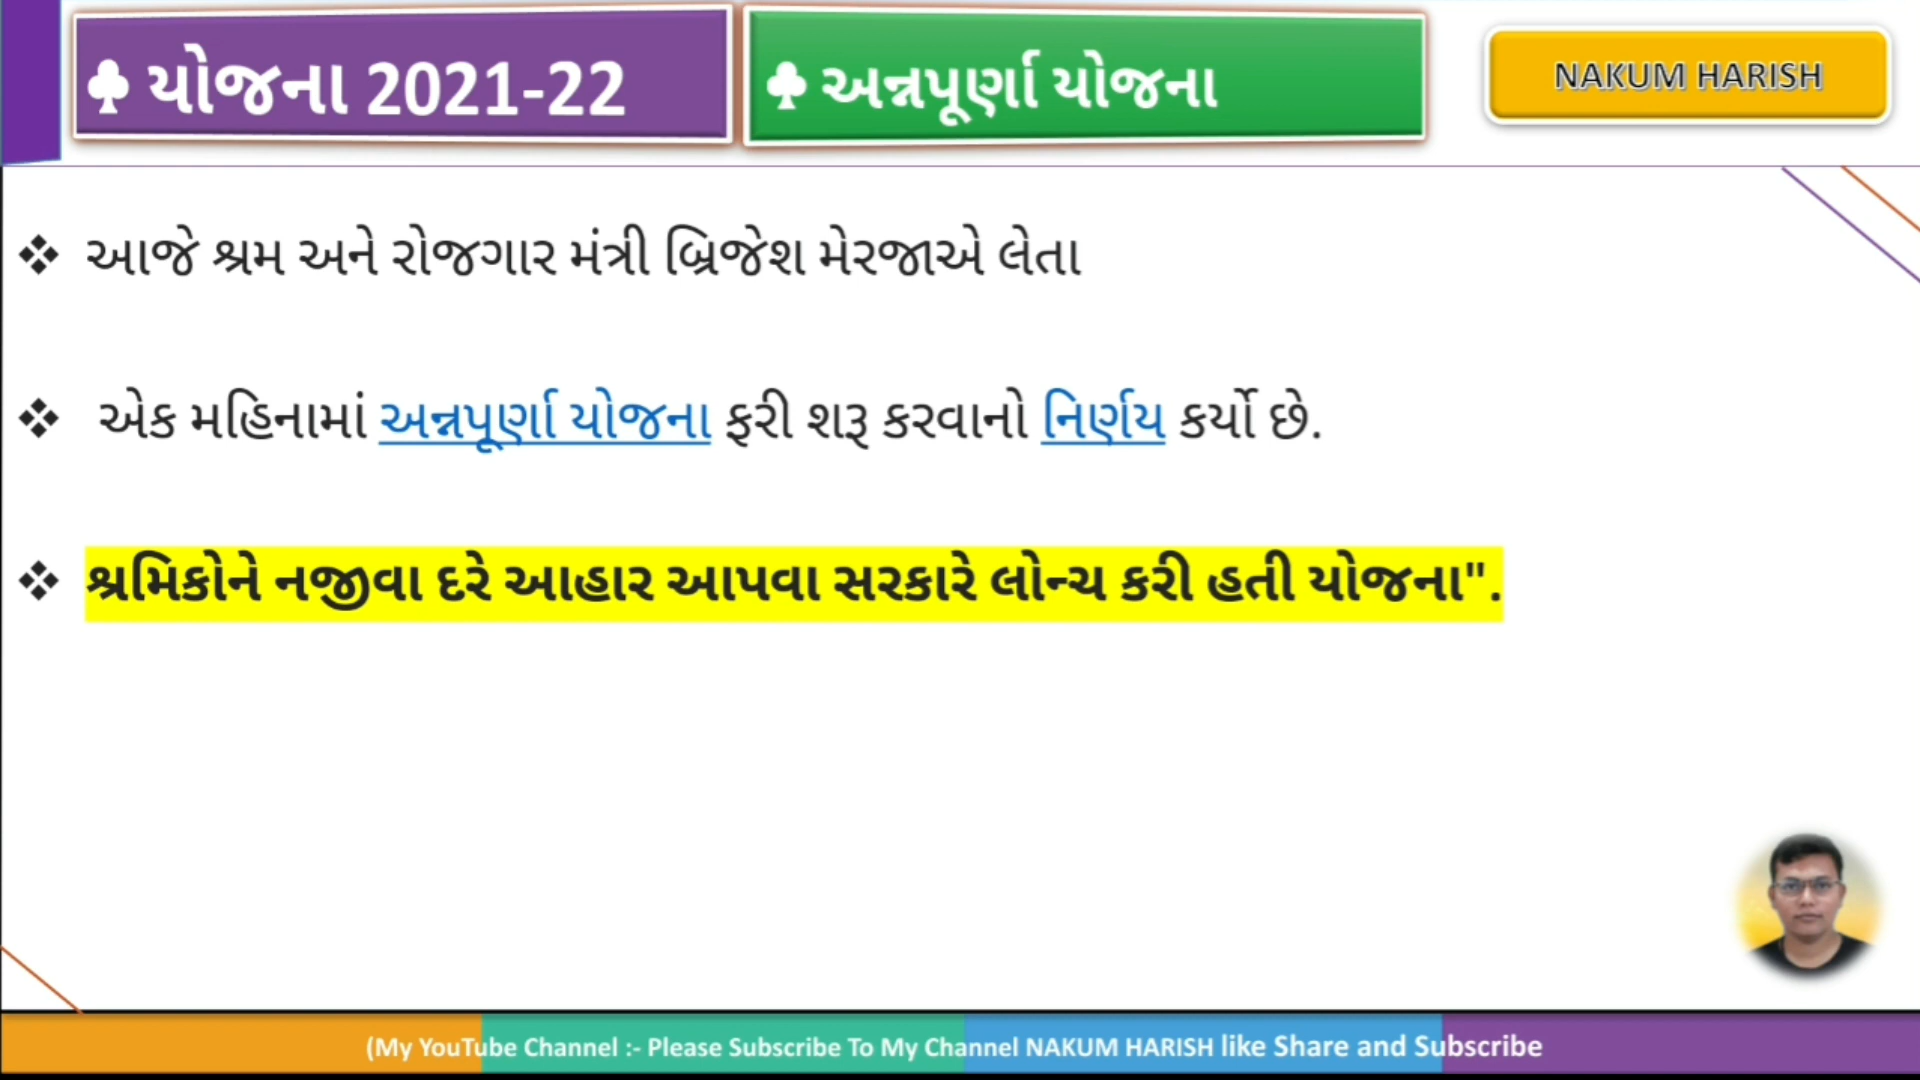 ♣ યોજના 2021-22
♣ અન્નપૂર્ણા યોજના
NAKUM HARISH
❖ આજે શ્રમ અને રોજગાર મંત્રી બ્રિજેશ મેરજાએ લેતા
❖ એક મહિનામાં અન્નપૂર્ણા યોજના ફરી શરૂ કરવાનો નિર્ણય કર્યો છે.
❖ શ્રમિકોને નજીવા દરે આહાર આપવા સરકારે લોન્ચ કરી હતી યોજના".
(My YouTube Channel :- Please Subscribe To My Channel NAKUM HARISH like Share and Subscribe